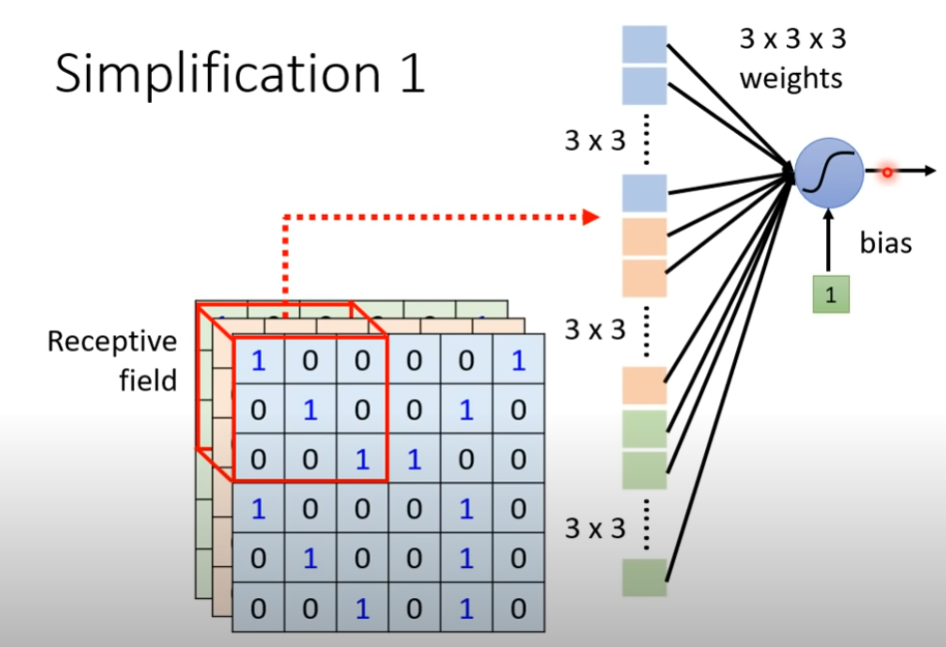 Simplification 1
3 x 3 x 3
weights
3 x 3
bias
1
3 x 3
3 x 3
Receptive
field
1 0 0 0 0 1
0 1 0 0 1 0
0 0 1 1 0 0
1 0 0 0 1 0
0 1 0 0 1 0
0 0 1 0 1 0